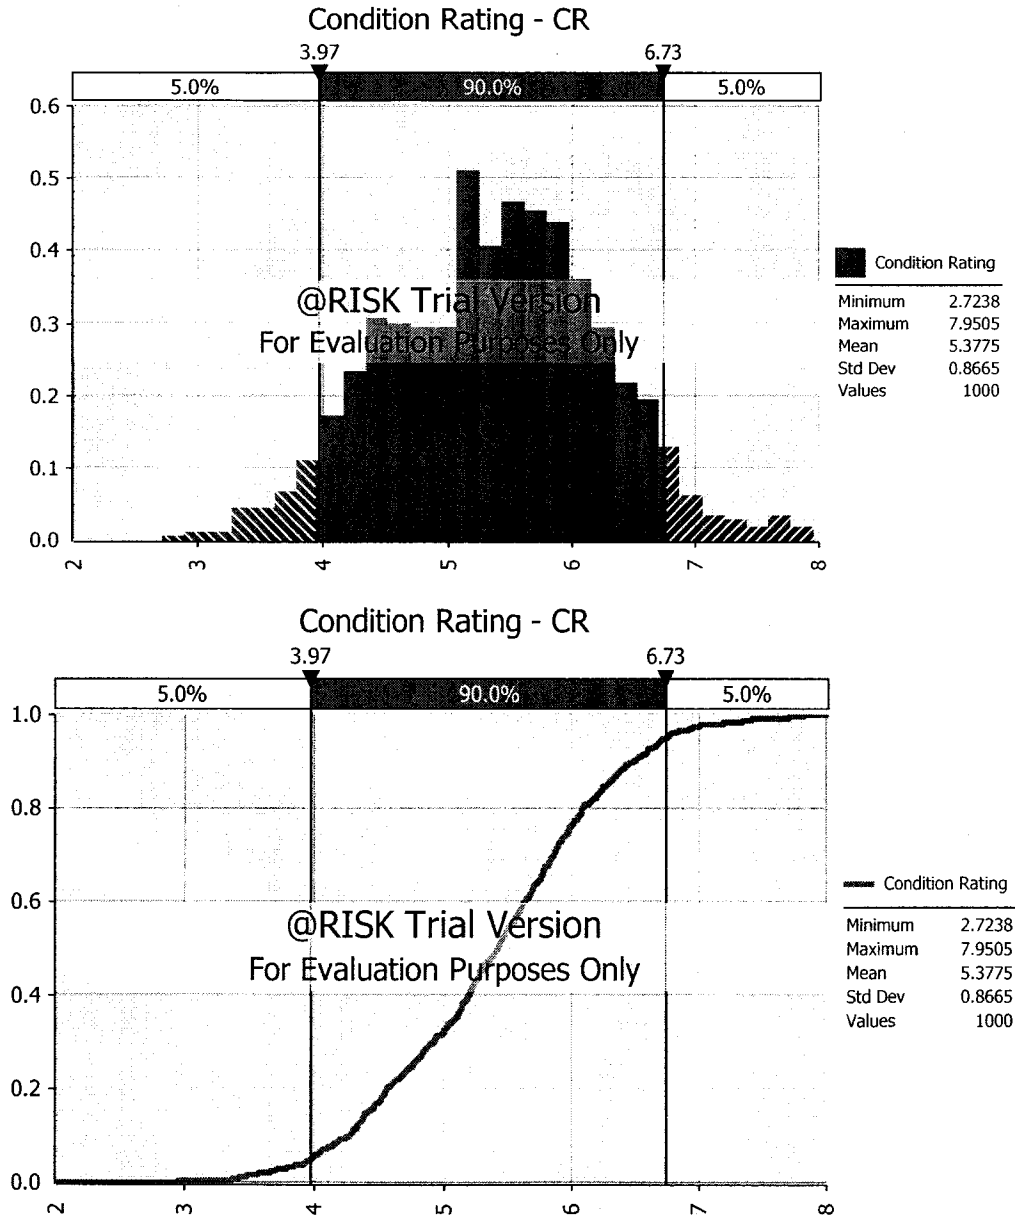 Condition Rating - CR
3.97 6.73
5.0% 90.0% 5.0%
0.6
0.5
0.4
0.3
0.2
0.1
0.0
2 3 4 5 6 7 8
@RISK Trial Version
For Evaluation Purposes Only
Condition Rating
Minimum 2.7238
Maximum 7.9505
Mean 5.3775
Std Dev 0.8665
Values 1000
Condition Rating - CR
3.97 6.73
5.0% 90.0% 5.0%
1.0
0.8
0.6
0.4
0.2
0.0
2 3 4 5 6 7 8
@RISK Trial Version
For Evaluation Purposes Only
Condition Rating
Minimum 2.7238
Maximum 7.9505
Mean 5.3775
Std Dev 0.8665
Values 1000